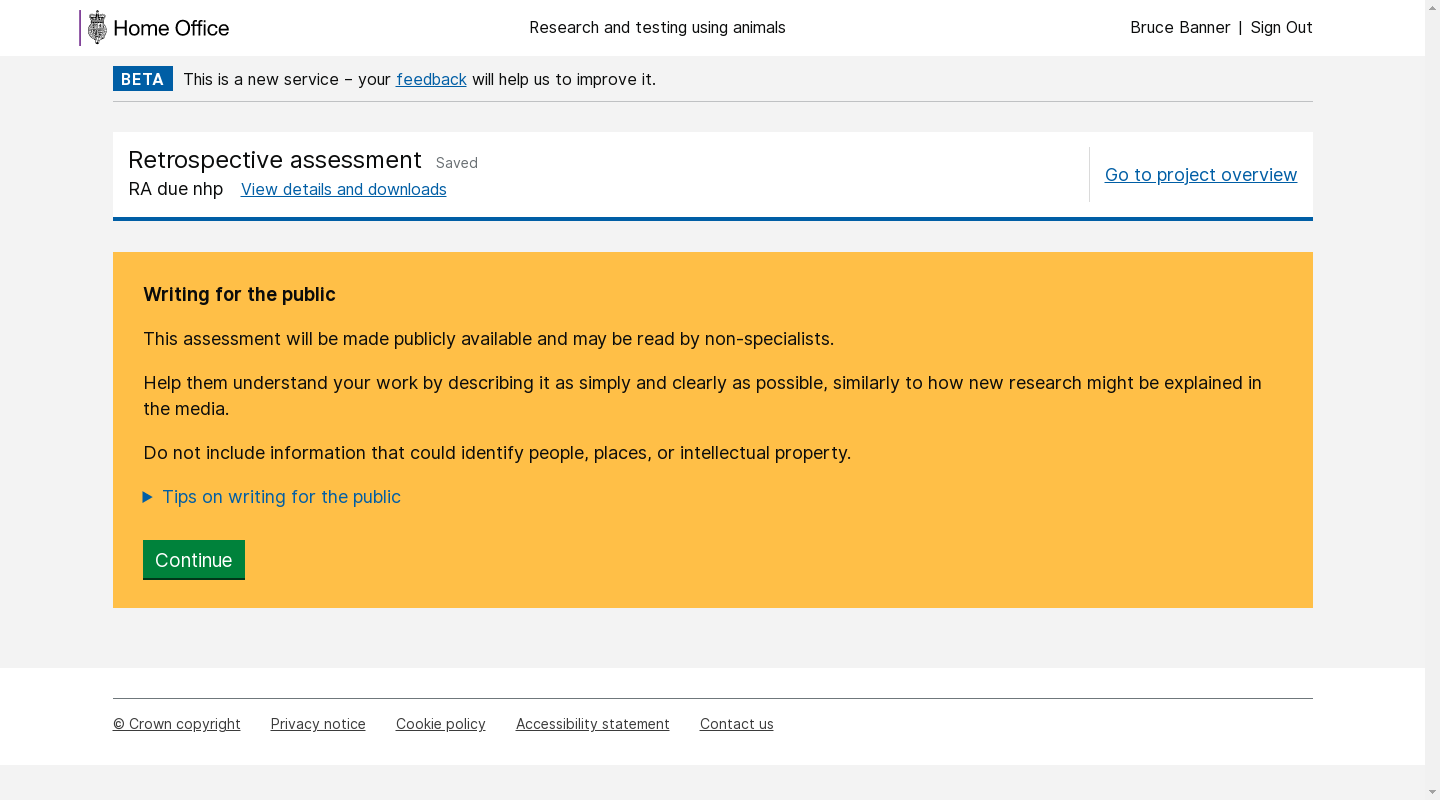 Home Office
Research and testing using animals
Bruce Banner | Sign Out
BETA This is a new service – your feedback will help us to improve it.
Retrospective assessment Saved
RA due nhp View details and downloads
Go to project overview
Writing for the public
This assessment will be made publicly available and may be read by non-specialists.
Help them understand your work by describing it as simply and clearly as possible, similarly to how new research might be explained in
the media.
Do not include information that could identify people, places, or intellectual property.
Tips on writing for the public
Continue
© Crown copyright Privacy notice Cookie policy Accessibility statement Contact us